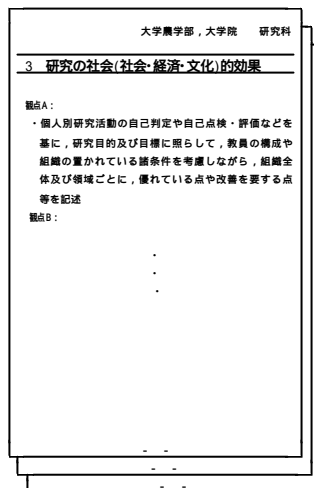 大学農学部,大学院　　研究科
3　研究の社会(社会・経済・文化)的効果
観点A:
・個人別研究活動の自己判定や自己点検・評価などを
基に,研究目的及び目標に照らして,教員の構成や
組織の置かれている諸条件を考慮しながら,組織全
体及び領域ごとに,優れている点や改善を要する点
等を記述
観点B:
・
・
・
-　-
-　-
-　-